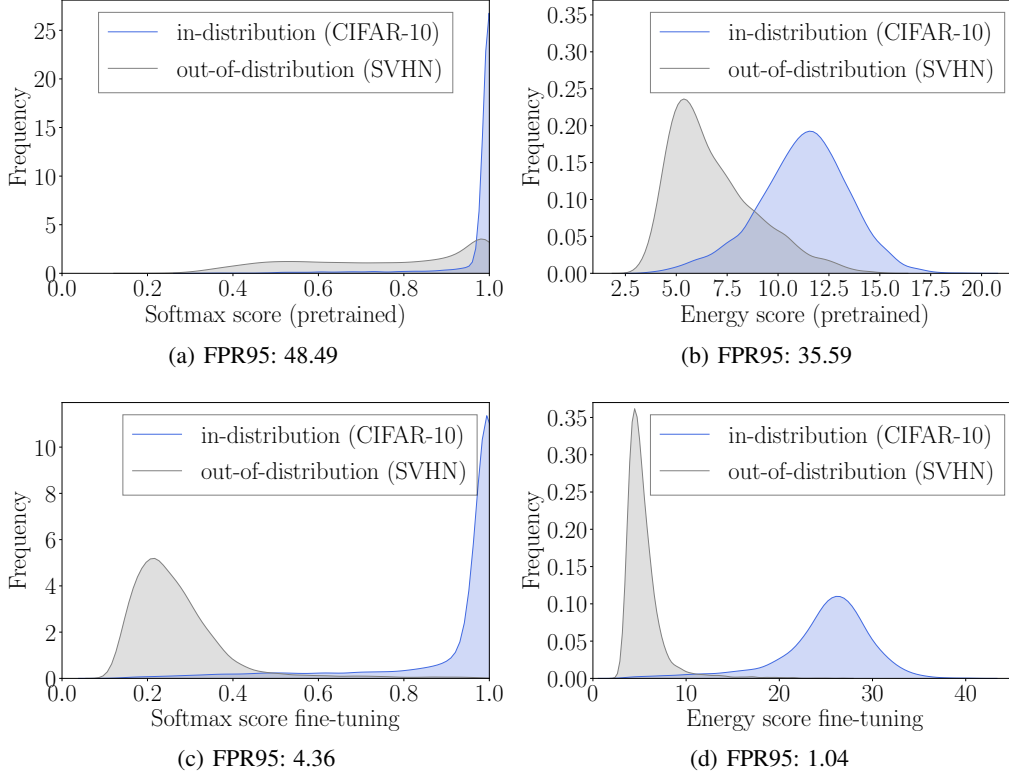 in-distribution (CIFAR-10)
out-of-distribution (SVHN)
Frequency
25
20
15
10
5
0
0.0 0.2 0.4 0.6 0.8 1.0
Softmax score (pretrained)
(a) FPR95: 48.49
in-distribution (CIFAR-10)
out-of-distribution (SVHN)
Frequency
0.35
0.30
0.25
0.20
0.15
0.10
0.05
0.00
2.5 5.0 7.5 10.0 12.5 15.0 17.5 20.0
Energy score (pretrained)
(b) FPR95: 35.59
in-distribution (CIFAR-10)
out-of-distribution (SVHN)
Frequency
10
8
6
4
2
0
0.0 0.2 0.4 0.6 0.8 1.0
Softmax score fine-tuning
(c) FPR95: 4.36
in-distribution (CIFAR-10)
out-of-distribution (SVHN)
Frequency
0.35
0.30
0.25
0.20
0.15
0.10
0.05
0.00
0 10 20 30 40
Energy score fine-tuning
(d) FPR95: 1.04